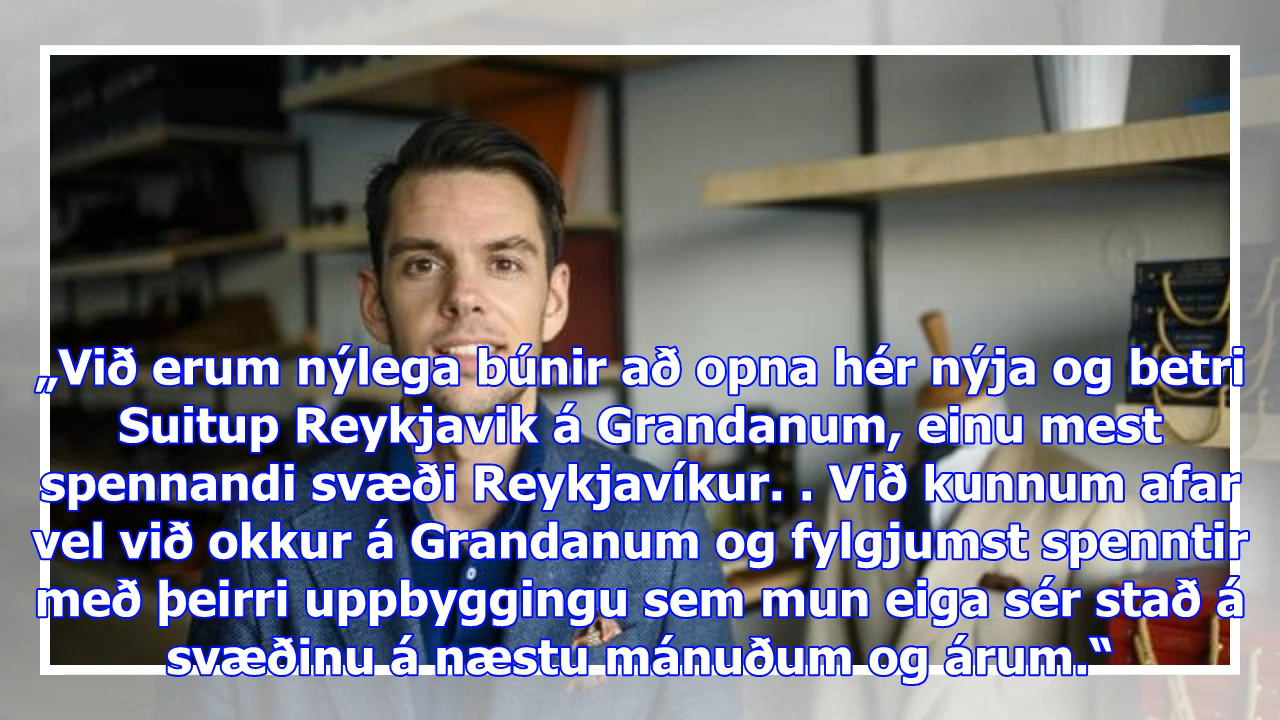 „Við erum nýlega búnir að opna hér nýja og betri
Suitup Reykjavik á Grandanum, einu mest
spennandi svæði Reykjavíkur. . Við kunnum afar
vel við okkur á Grandanum og fylgjumst spenntir
með þeirri uppbyggingu sem mun eiga sér stað á
svæðinu á næstu mánuðum og árum.“